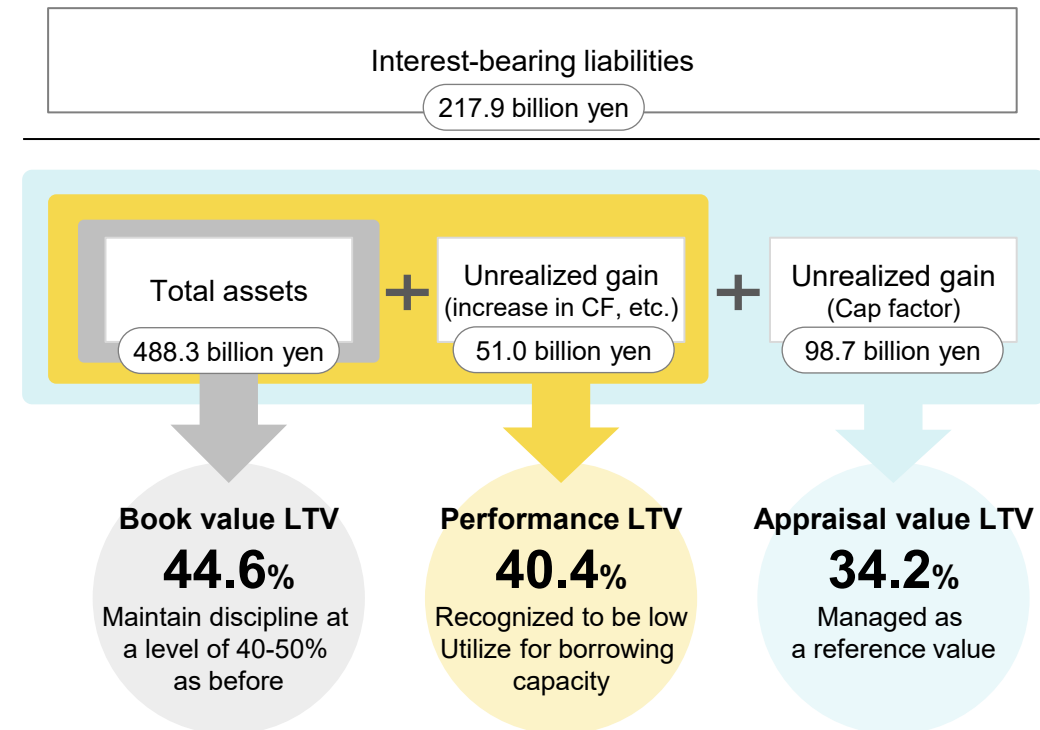 Interest-bearing liabilities
217.9 billion yen
Total assets
488.3 billion yen
+
Unrealized gain
(increase in CF, etc.)
51.0 billion yen
+
Unrealized gain
(Cap factor)
98.7 billion yen
Book value LTV
44.6%
Maintain discipline at
a level of 40-50%
as before
Performance LTV
40.4%
Recognized to be low
Utilize for borrowing
capacity
Appraisal value LTV
34.2%
Managed as
a reference value